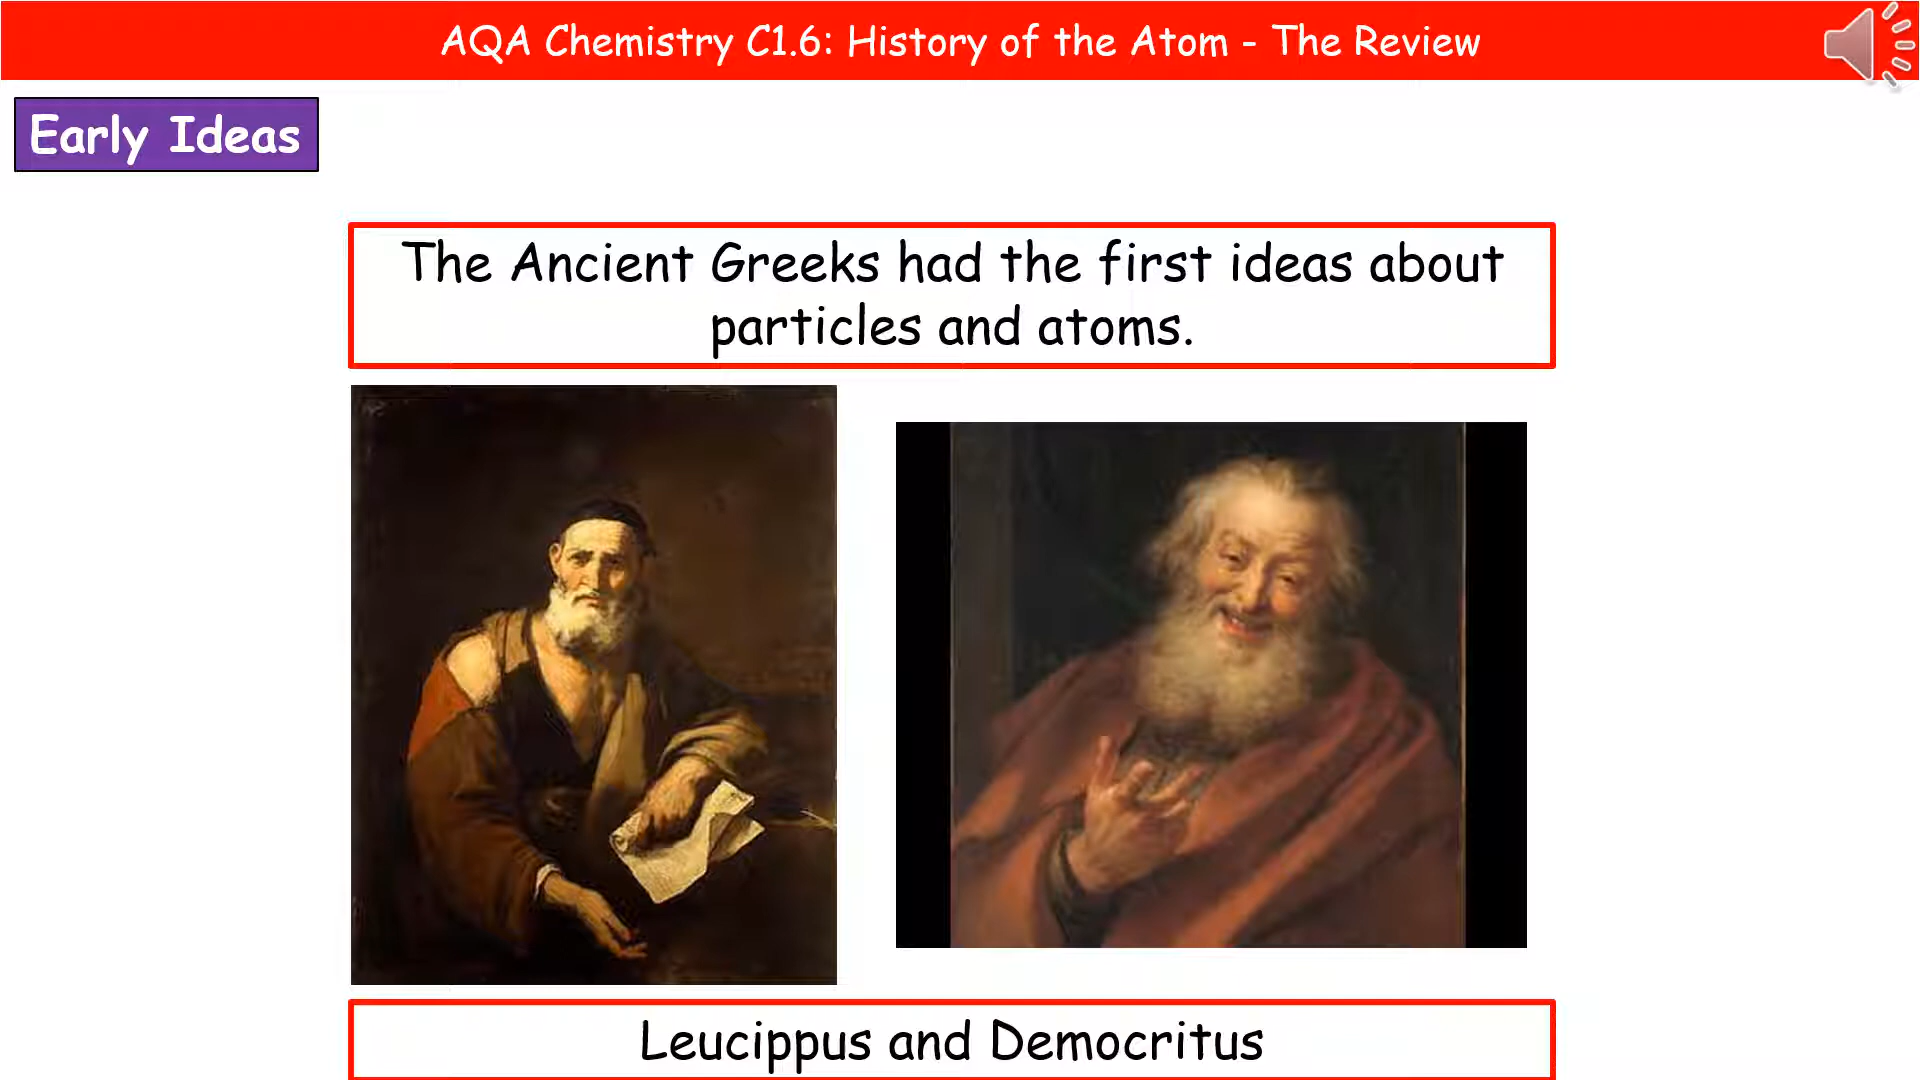 AQA Chemistry C1.6: History of the Atom - The Review
Early Ideas
The Ancient Greeks had the first ideas about
particles and atoms.
Leucippus and Democritus